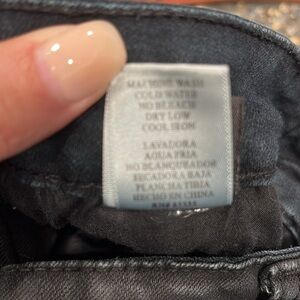 MACHINE WASH
COLD WATER
NO BLEACH
DRY LOW
COOL IRON
LAVADORA
AGUA FRIA
NO BLANQUEADOR
SECADORA BAJA
PLANCHA TIBIA
HECHO EN CHINA